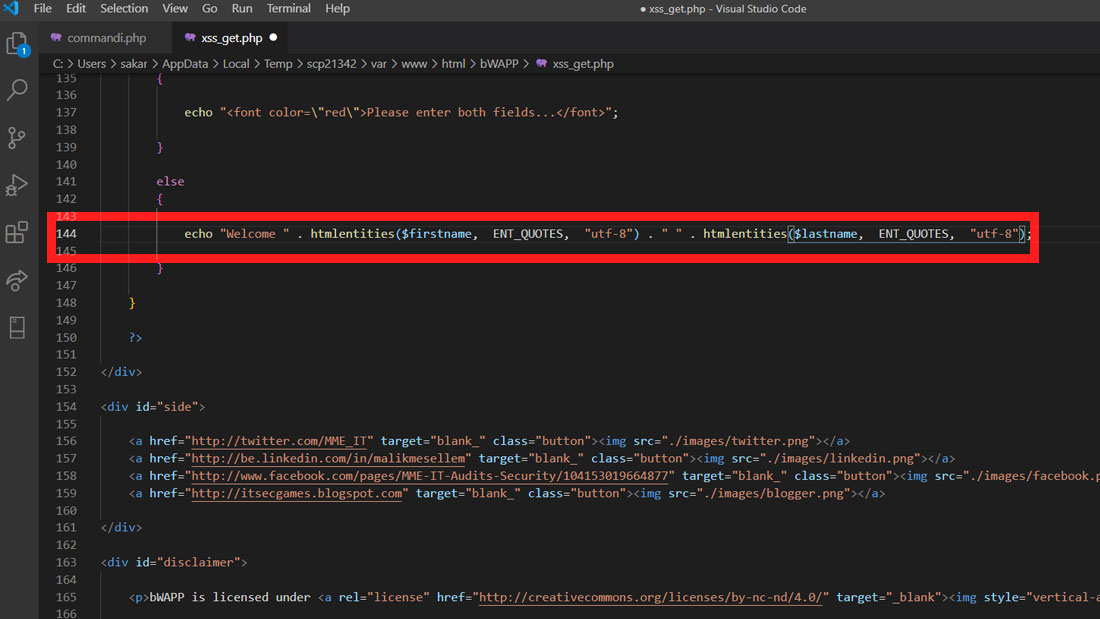 File Edit Selection View Go Run Terminal Help
● xss_get.php - Visual Studio Code
commandi.php xss_get.php ●
1
C: > Users > sakar > AppData > Local > Temp > scp21342 > var > www > html > bWAPP > xss_get.php
135 {
136
137 echo "<font color=\"red\">Please enter both fields...</font>";
138
139 }
140
141 else
142 {
143
144 echo "Welcome " . htmlentities($firstname, ENT_QUOTES, "utf-8") . " " . htmlentities($lastname, ENT_QUOTES, "utf-8");
145
146 }
147
148 }
149
150 ?>
151
152 </div>
153
154 <div id="side">
155
156 <a href="http://twitter.com/MME_IT" target="blank_" class="button"><img src="./images/twitter.png"></a>
157 <a href="http://be.linkedin.com/in/malikmesellem" target="blank_" class="button"><img src="./images/linkedin.png"></a>
158 <a href="http://www.facebook.com/pages/MME-IT-Audits-Security/104153019664877" target="blank_" class="button"><img src="./images/facebook.p
159 <a href="http://itsecgames.blogspot.com" target="blank_" class="button"><img src="./images/blogger.png"></a>
160
161 </div>
162
163 <div id="disclaimer">
164
165 <p>bWAPP is licensed under <a rel="license" href="http://creativecommons.org/licenses/by-nc-nd/4.0/" target="_blank"><img style="vertical-a
166